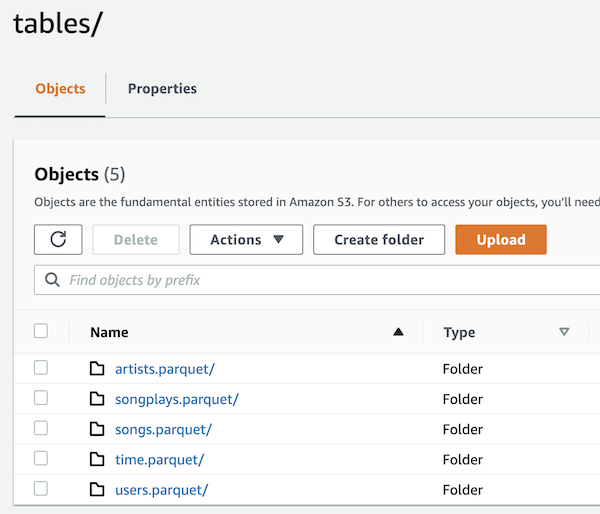 tables/
Objects Properties
Objects (5)
Objects are the fundamental entities stored in Amazon S3. For others to access your objects, you'll need
Delete Actions Create folder Upload
Find objects by prefix
Name Type
artists.parquet/ Folder
songplays.parquet/ Folder
songs.parquet/ Folder
time.parquet/ Folder
users.parquet/ Folder